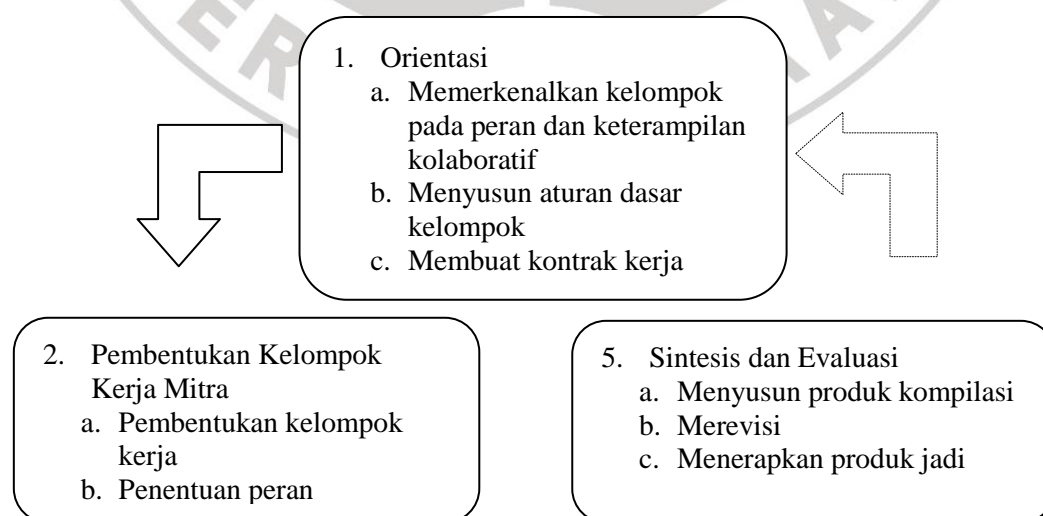 1. Orientasi
a. Memerkenalkan kelompok
pada peran dan keterampilan
kolaboratif
b. Menyusun aturan dasar
kelompok
c. Membuat kontrak kerja
2. Pembentukan Kelompok
Kerja Mitra
a. Pembentukan kelompok
kerja
b. Penentuan peran
5. Sintesis dan Evaluasi
a. Menyusun produk kompilasi
b. Merevisi
c. Menerapkan produk jadi